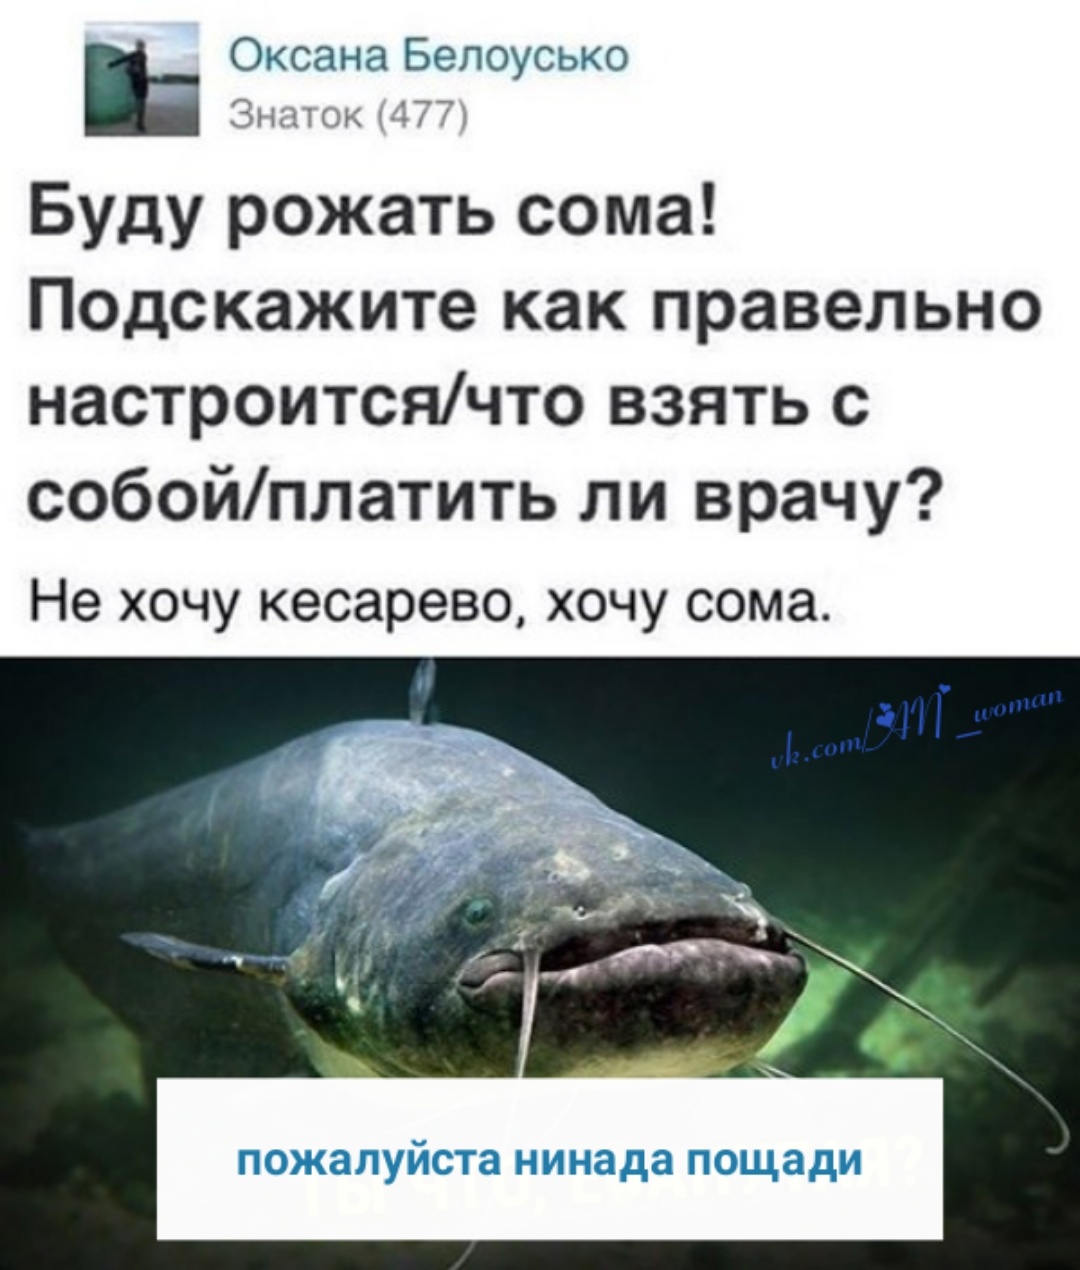 Оксана Белоусько
Знаток (477)
Буду рожать сома!
Подскажите как правельно
настроится/что взять с
собой/платить ли врачу?
Не хочу кесарево, хочу сома.
vk.com/AN_woman
пожалуйста нинада пощади